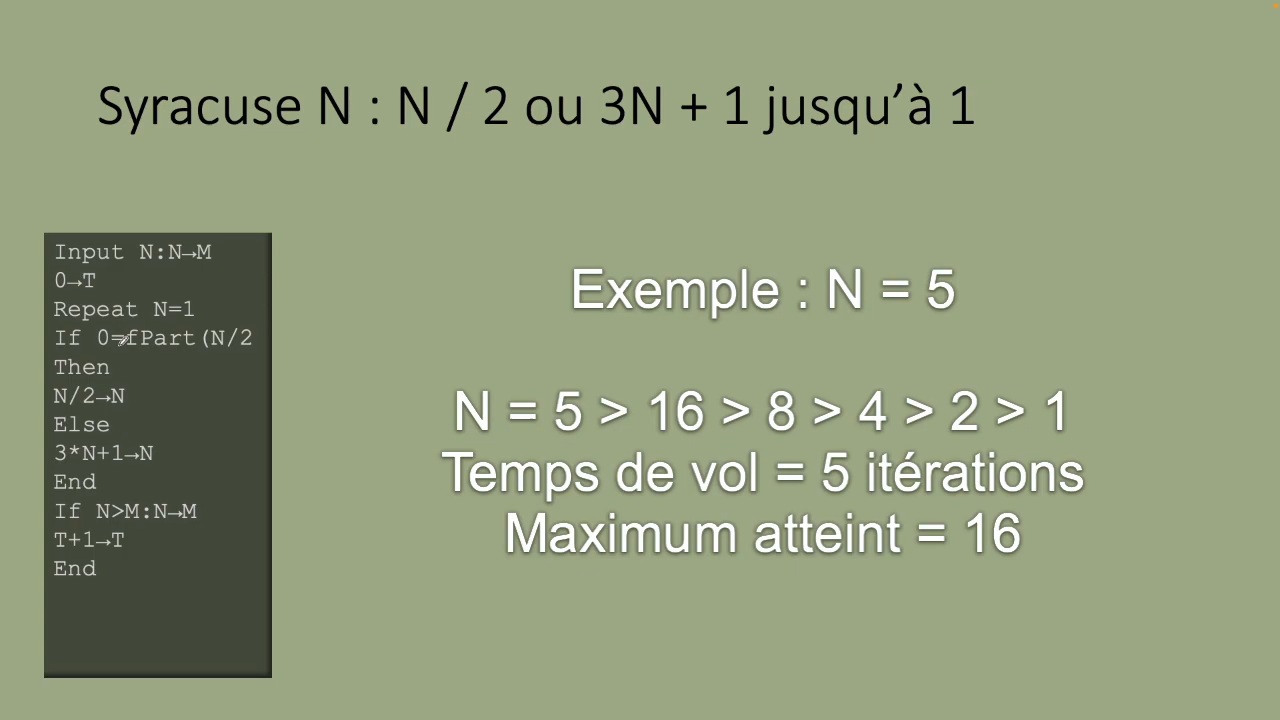 Syracuse N : N / 2 ou 3N + 1 jusqu’à 1
Input N:N→M
0→T
Repeat N=1
If 0=fPart(N/2
Then
N/2→N
Else
3*N+1→N
End
If N>M:N→M
T+1→T
End
Exemple : N = 5
N = 5 > 16 > 8 > 4 > 2 > 1
Temps de vol = 5 itérations
Maximum atteint = 16